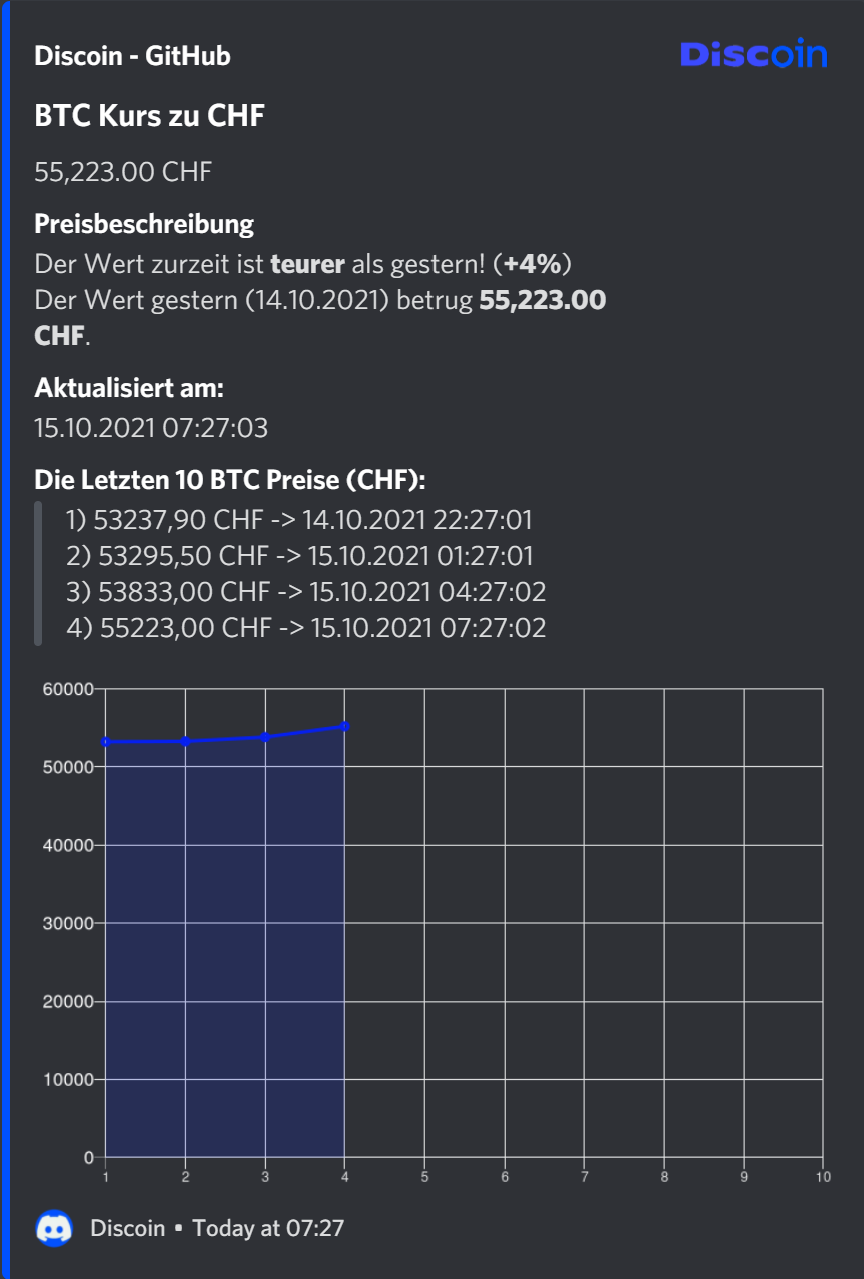 Discoin - GitHub
Discoin
BTC Kurs zu CHF
55,223.00 CHF
Preisbeschreibung
Der Wert zurzeit ist teurer als gestern! (+4%)
Der Wert gestern (14.10.2021) betrug 55,223.00
CHF.
Aktualisiert am:
15.10.2021 07:27:03
Die Letzten 10 BTC Preise (CHF):
1) 53237,90 CHF -> 14.10.2021 22:27:01
2) 53295,50 CHF -> 15.10.2021 01:27:01
3) 53833,00 CHF -> 15.10.2021 04:27:02
4) 55223,00 CHF -> 15.10.2021 07:27:02
60000
50000
40000
30000
20000
10000
0
1 2 3 4 5 6 7 8 9 10
Discoin • Today at 07:27